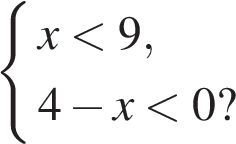 x < 9,
4 − x < 0?